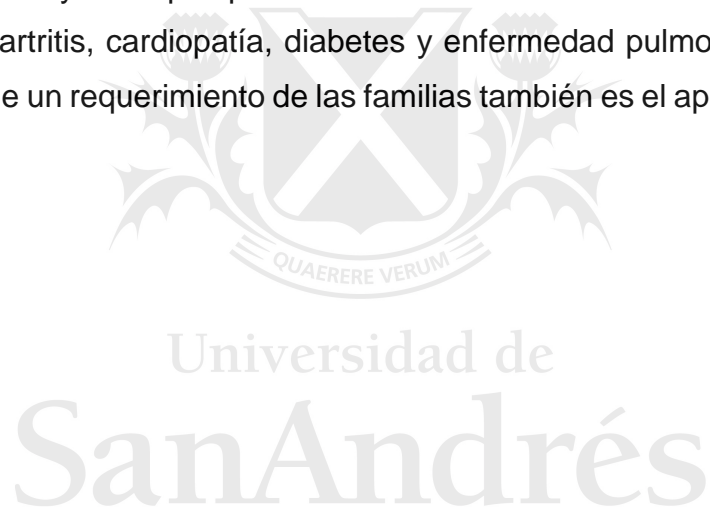 artritis, cardiopatía, diabetes y enfermedad pulmo
e un requerimiento de las familias también es el ap
QUAERERE VERUM
Universidad de
SanAndrés